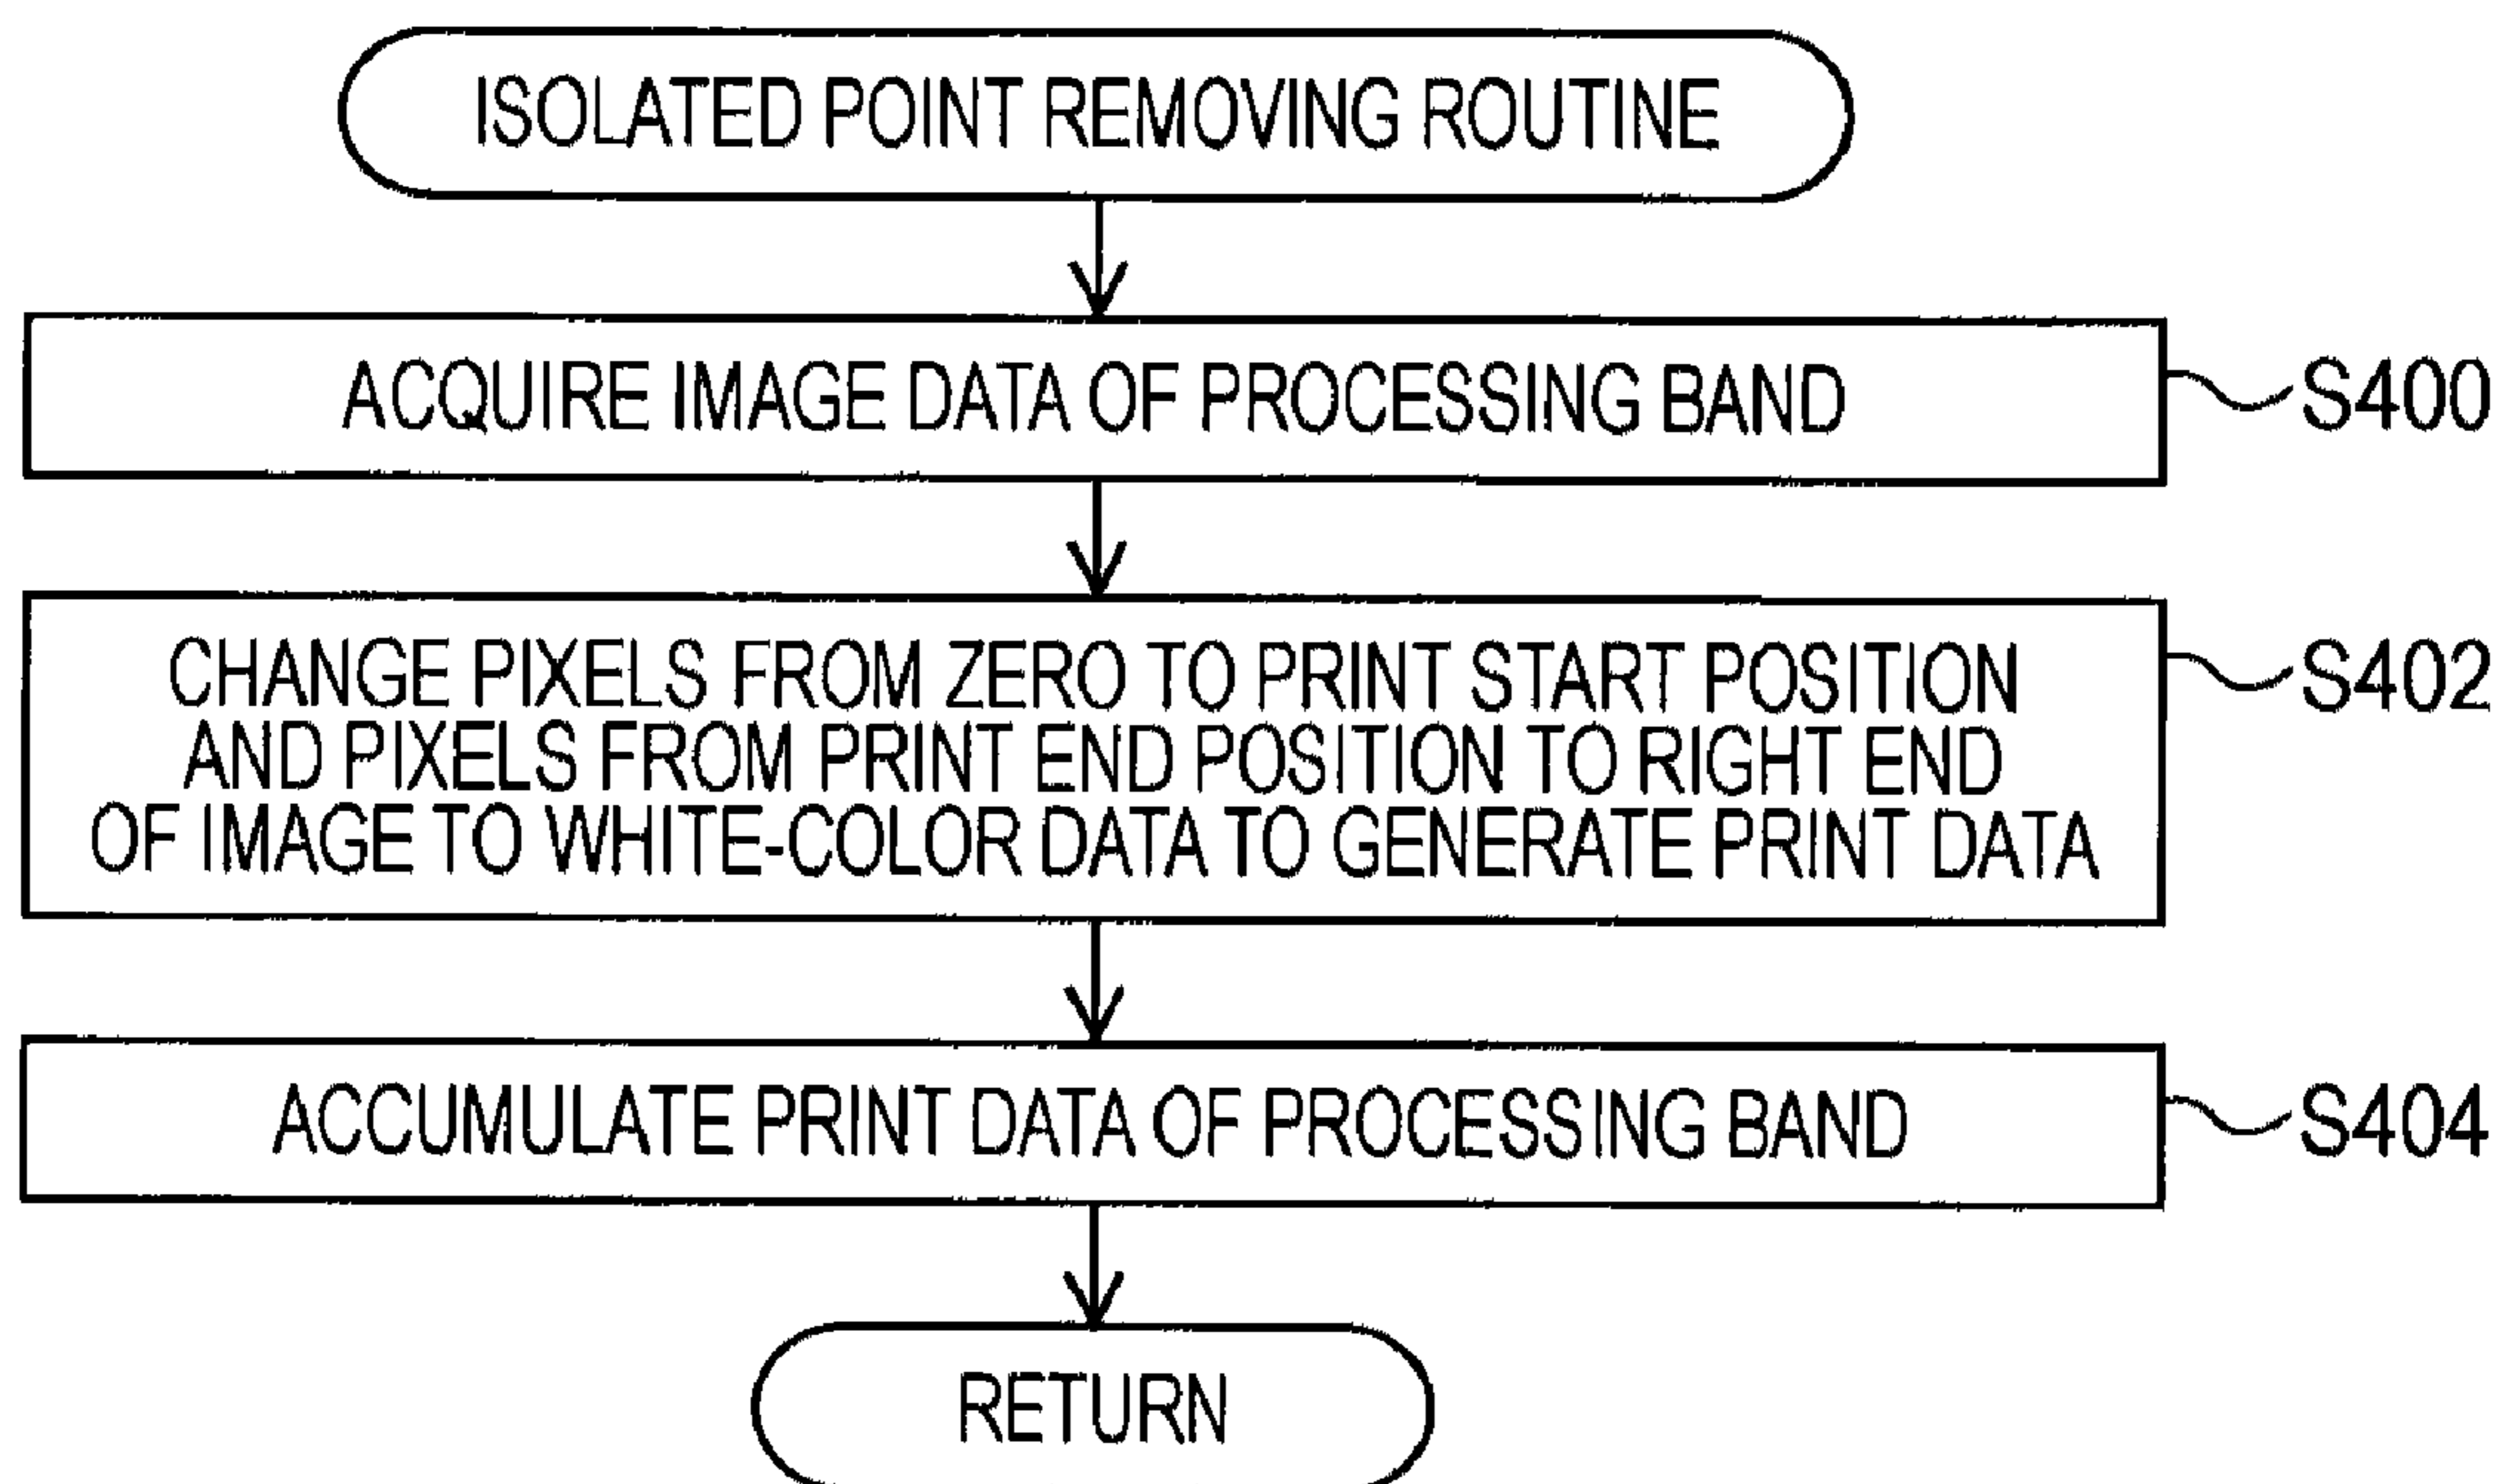 ISOLATED POINT REMOVING ROUTINE
ACQUIRE IMAGE DATA OF PROCESSING BAND
S400
CHANGE PIXELS FROM ZERO TO PRINT START POSITION
S402
AND PIXELS FROM PRINT END POSITION TO RIGHT END
OF IMAGE TO WHITE-COLOR DATA TO GENERATE PRINT DATA
ACCUMULATE PRINT DATA OF PROCESSING BAND
S404
RETURN